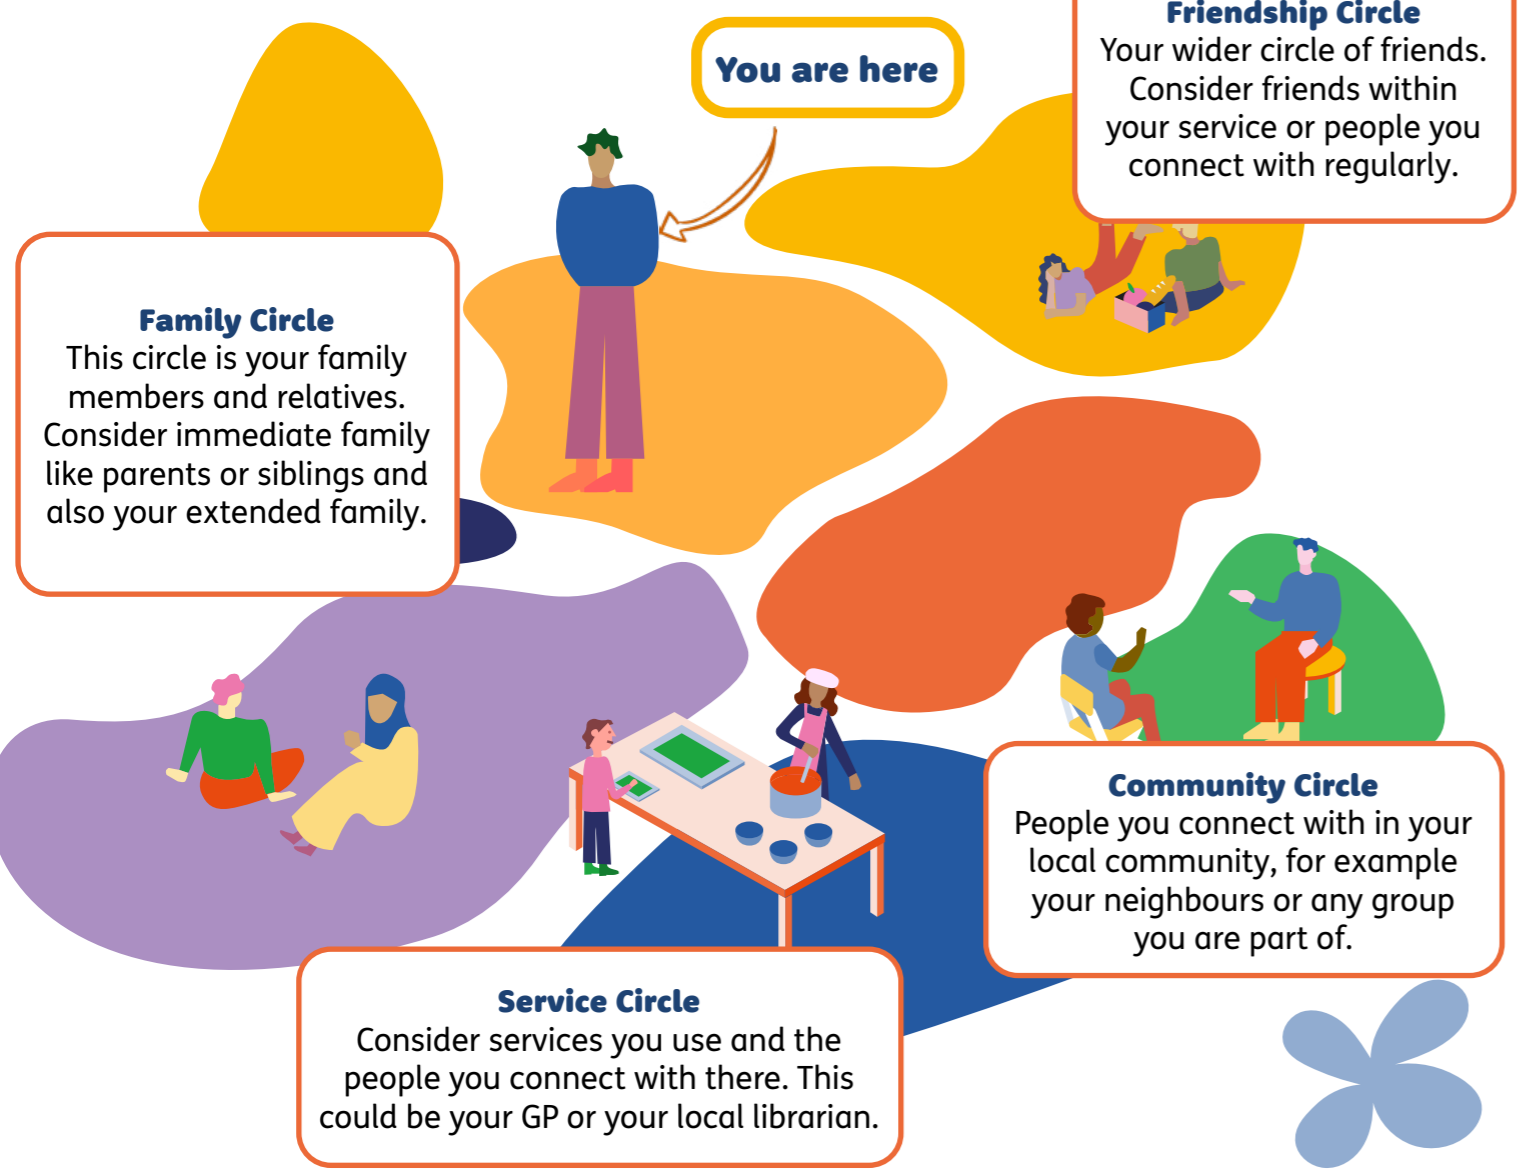 You are here
Friendship Circle
Your wider circle of friends.
Consider friends within
your service or people you
connect with regularly.
Family Circle
This circle is your family
members and relatives.
Consider immediate family
like parents or siblings and
also your extended family.
Community Circle
People you connect with in your
local community, for example
your neighbours or any group
you are part of.
Service Circle
Consider services you use and the
people you connect with there. This
could be your GP or your local librarian.